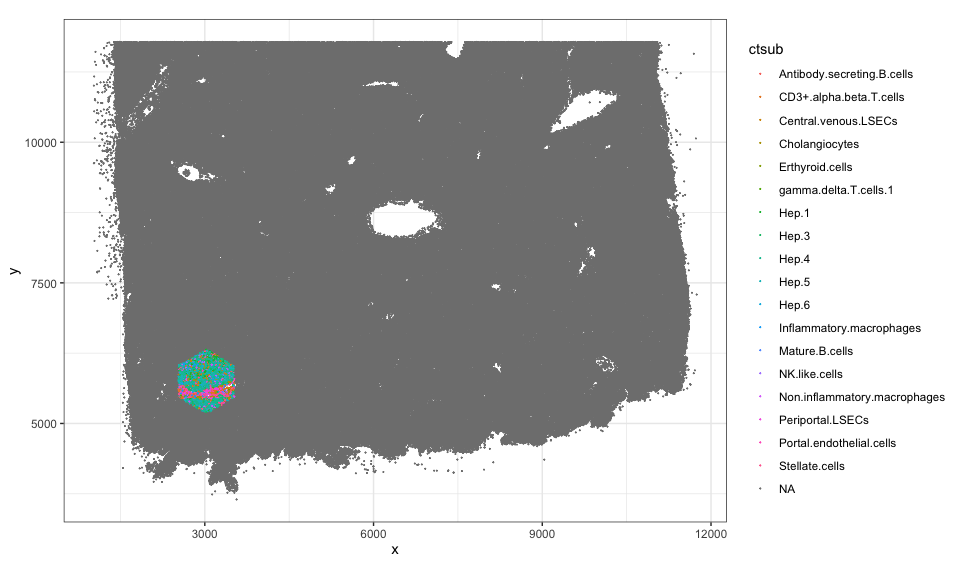 10000
7500
5000
y
3000
6000
9000
12000
x
ctsub
Antibody.secreting.B.cells
CD3+.alpha.beta.T.cells
Central.venous.LSECs
Cholangiocytes
Erthyroid.cells
gamma.delta.T.cells.1
Hep.1
Hep.3
Hep.4
Hep.5
Hep.6
Inflammatory.macrophages
Mature.B.cells
NK.like.cells
Non.inflammatory.macrophages
Periportal.LSECs
Portal.endothelial.cells
Stellate.cells
NA